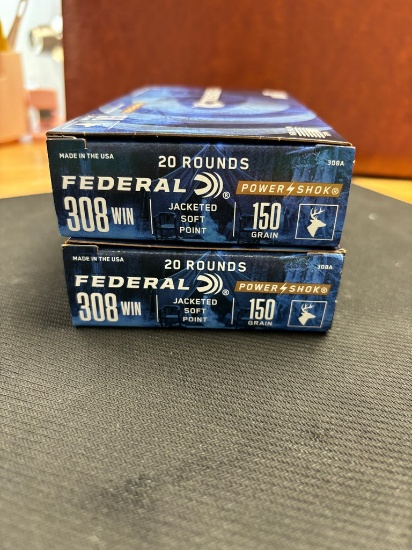 MADE IN THE USA
20 ROUNDS
308A
FEDERAL®
POWER SHOK®
308 WIN
JACKETED
SOFT
POINT
150
GRAIN
MADE IN THE USA
20 ROUNDS
308A
FEDERAL®
POWER SHOK®
308 WIN
JACKETED
SOFT
POINT
150
GRAIN